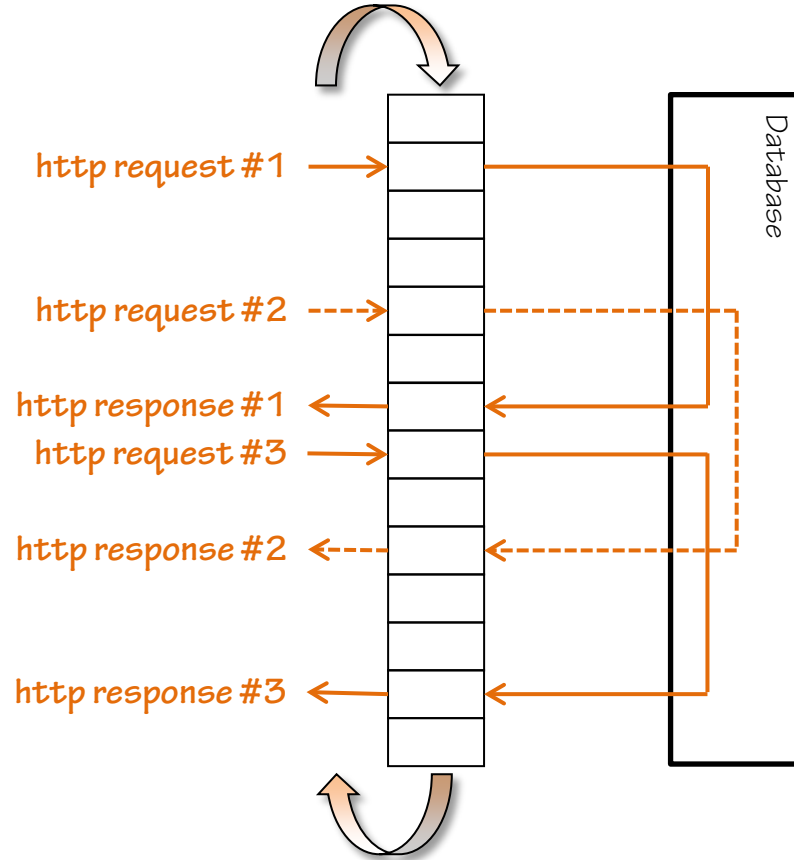 http request #1
Database
http request #2
http response #1
http request #3
http response #2
http response #3